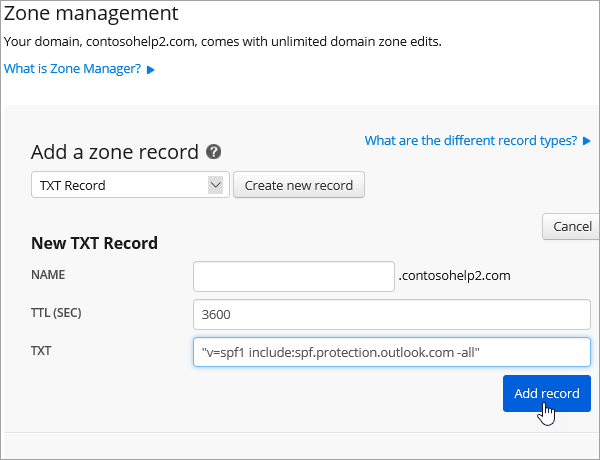 Zone management
Your domain, contosohelp2.com, comes with unlimited domain zone edits.
What is Zone Manager?
What are the different record types?
Add a zone record ?
TXT Record
Create new record
Cancel
New TXT Record
NAME .contosohelp2.com
TTL (SEC) 3600
TXT "v=spf1 include:spf.protection.outlook.com -all"
Add record